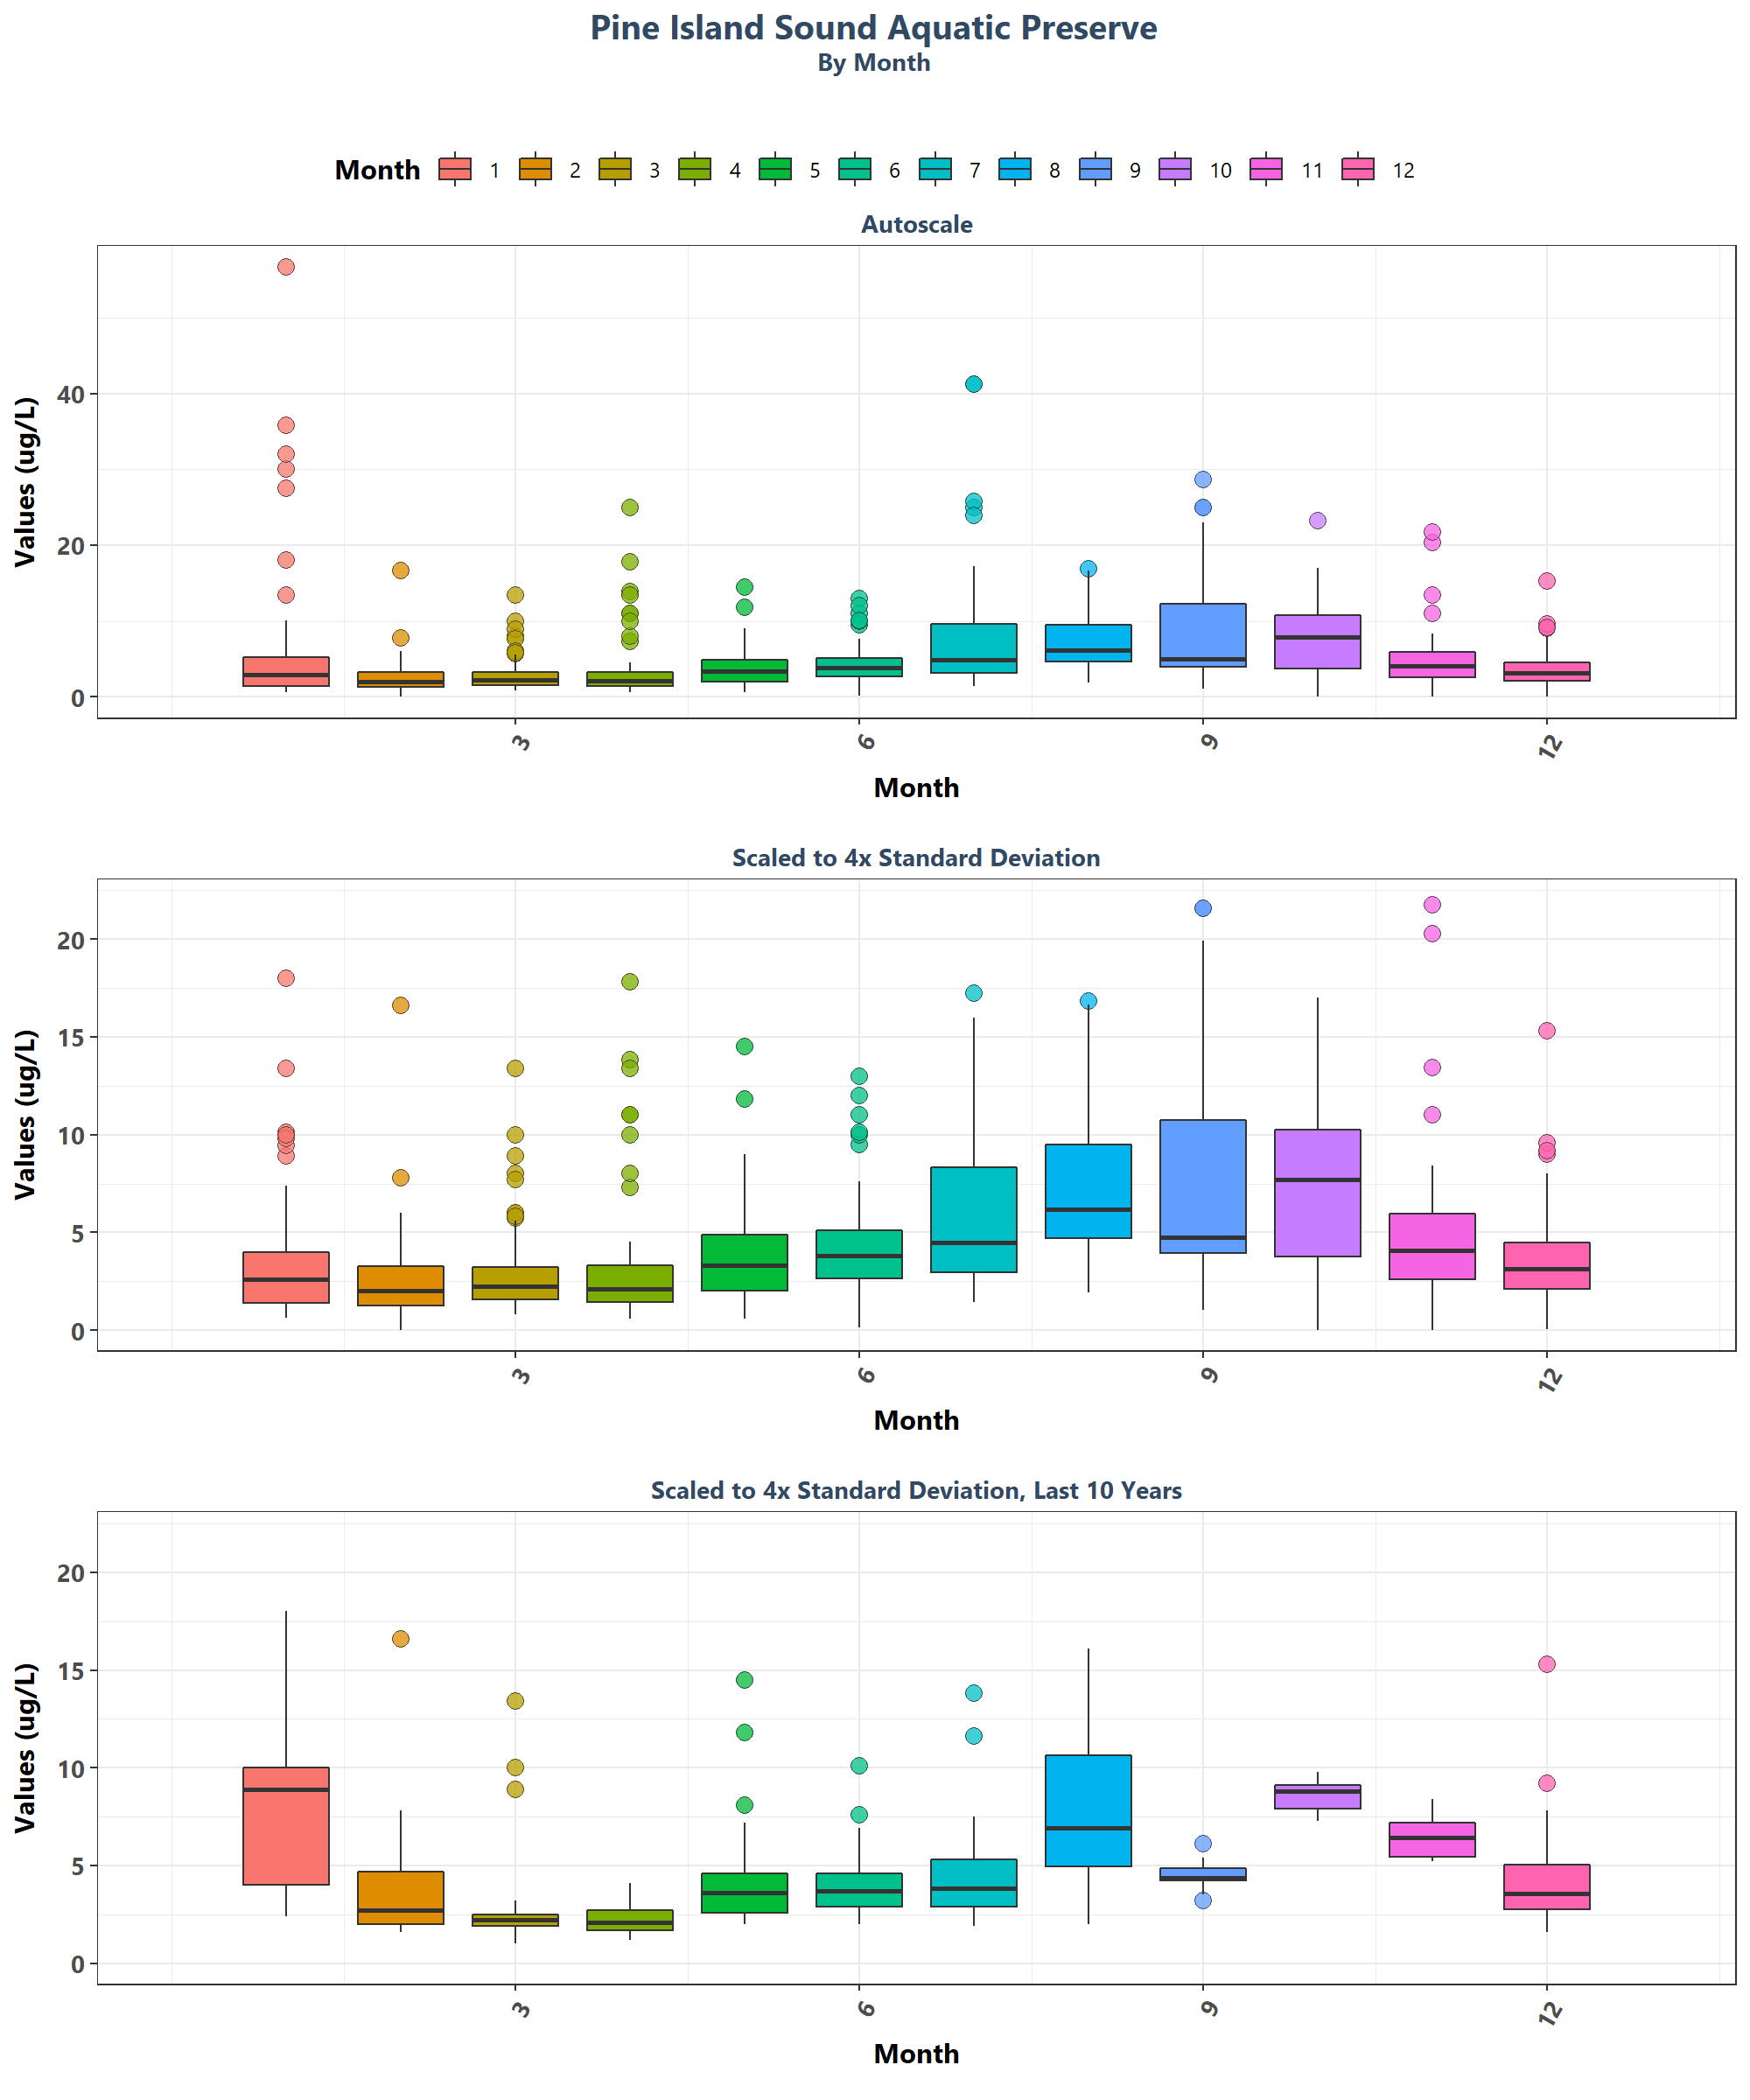 Pine Island Sound Aquatic Preserve
By Month
Month 1 2 3 4 5 6 7 8 9 10 11 12
Autoscale
Values (ug/L)
40
20
0
3 6 9 12
Month
Scaled to 4x Standard Deviation
Values (ug/L)
20
15
10
5
0
3 6 9 12
Month
Scaled to 4x Standard Deviation, Last 10 Years
Values (ug/L)
20
15
10
5
0
3 6 9 12
Month